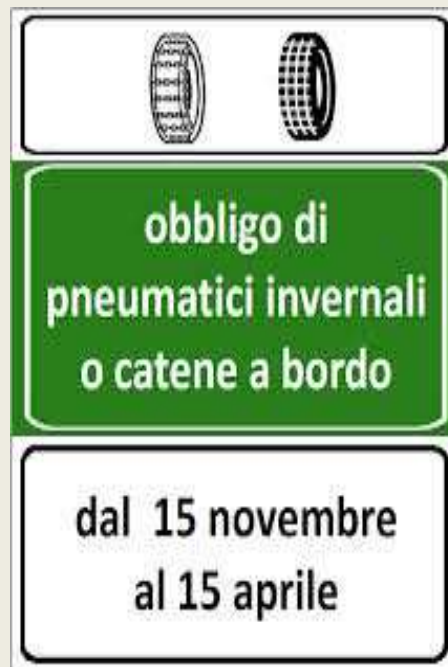 obbligo di
pneumatici invernali
o catene a bordo
dal 15 novembre
al 15 aprile